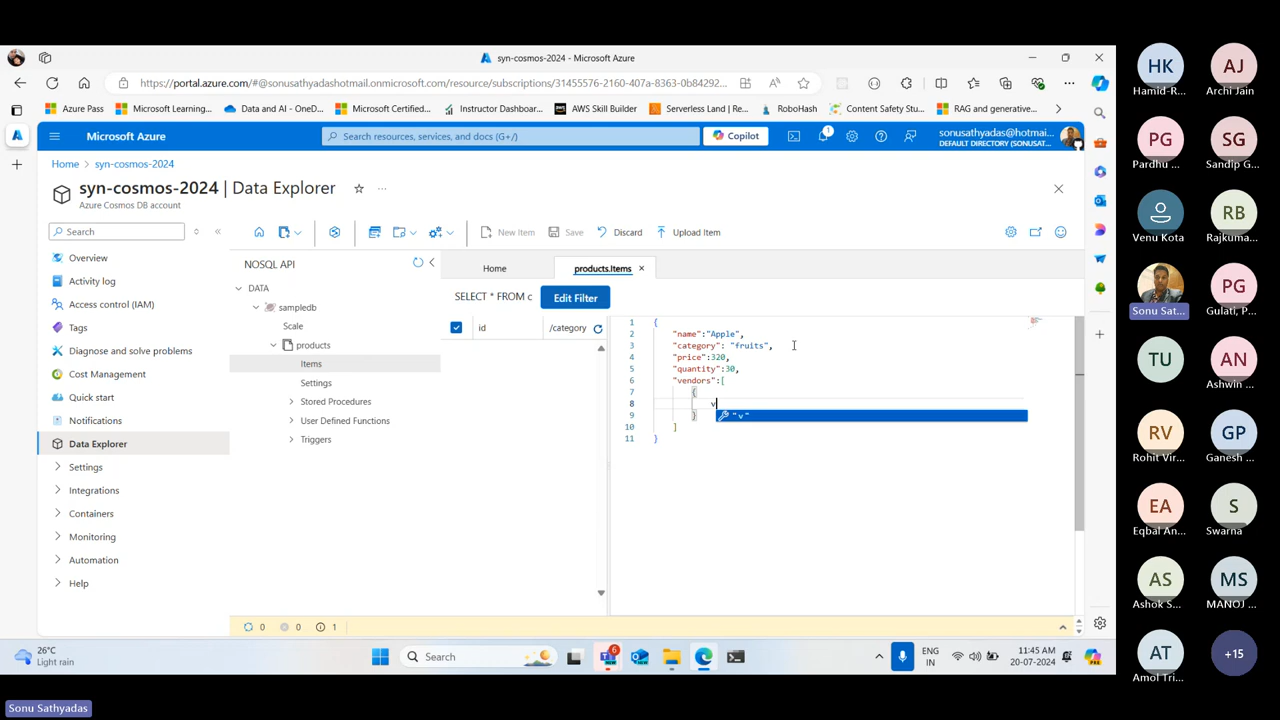 syn-cosmos-2024 - Microsoft Azure
https://portal.azure.com/#@sonusathyadashotmail.onmicrosoft.com/resource/subscriptions/31455576-2160-407a-8363-0b84292...
Azure Pass
Microsoft Learning...
Data and AI - OneD...
Microsoft Certified...
Instructor Dashboar...
AWS Skill Builder
Serverless Land | Re...
RoboHash
Content Safety Stu...
RAG and generative...
Microsoft Azure
Search resources, services, and docs (G+/)
Copilot
1
sonusathyadas@hotmai...
DEFAULT DIRECTORY (SONUSAT...
Home > syn-cosmos-2024
syn-cosmos-2024 | Data Explorer
Azure Cosmos DB account
Search
Overview
Activity log
Access control (IAM)
Tags
Diagnose and solve problems
Cost Management
Quick start
Notifications
Data Explorer
Settings
Integrations
Containers
Monitoring
Automation
Help
New Item
Save
Discard
Upload Item
NOSQL API
DATA
sampledb
Scale
products
Items
Settings
Stored Procedures
User Defined Functions
Triggers
Home
products.Items
SELECT * FROM c
Edit Filter
id
/category
1 {
2 "name":"Apple",
3 "category": "fruits",
4 "price":320,
5 "quantity":30,
6 "vendors":[
7 {
8 v
"v"
9 }
10 ]
11 }
0 0 1
26°C
Light rain
Search
6
ENG
IN
11:45 AM
20-07-2024
HK
Hamid-R...
AJ
Archi Jain
PG
Pardhu ...
SG
Sandip G...
Venu Kota
RB
Rajkuma...
Sonu Sat...
PG
Gulati, P...
TU
AN
Ashwin ...
RV
Rohit Vir...
GP
Ganesh ...
EA
Eqbal An...
S
Swarna
AS
Ashok S...
MS
MANOJ ...
AT
Amol Tri...
+15
Sonu Sathyadas